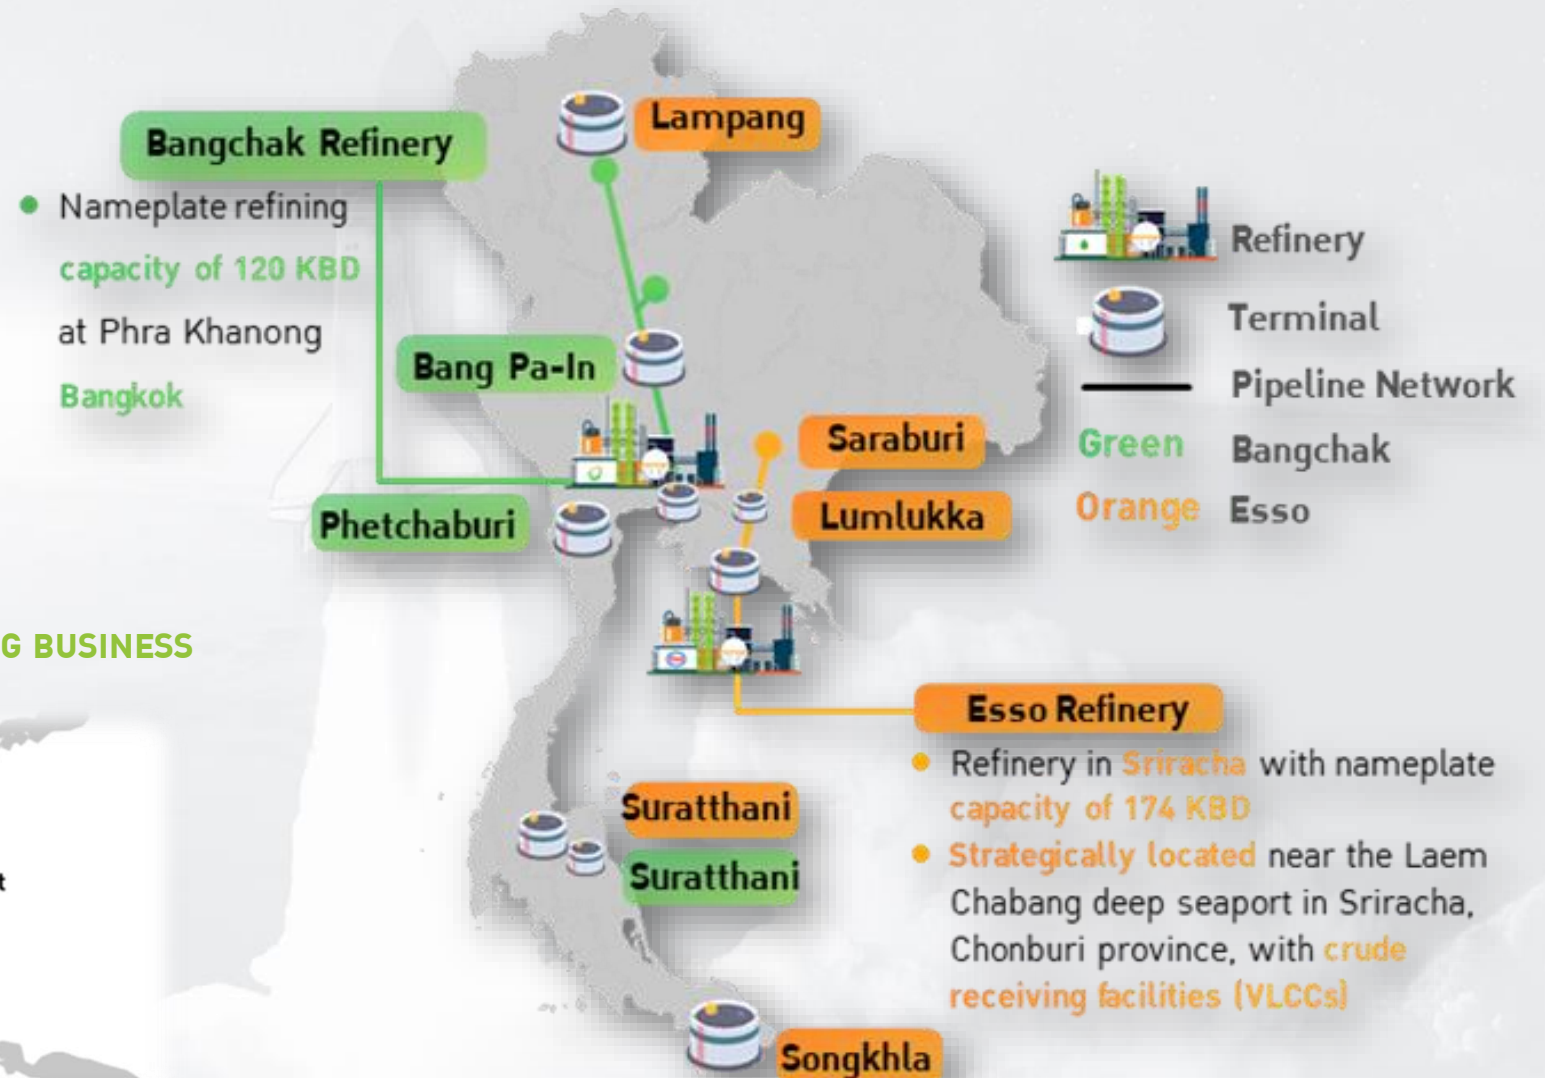 Lampang
Bangchak Refinery
Nameplate refining
capacity of 120 KBD
at Phra Khanong
Bangkok
Refinery
Terminal
Pipeline Network
Green Bangchak
Orange Esso
Bang Pa-In
Saraburi
Lumlukka
Phetchaburi
G BUSINESS
Esso Refinery
Refinery in Sriracha with nameplate
capacity of 174 KBD
Strategically located near the Laem
Chabang deep seaport in Sriracha,
Chonburi province, with crude
receiving facilities (VLCCs)
Suratthani
Suratthani
t
Songkhla